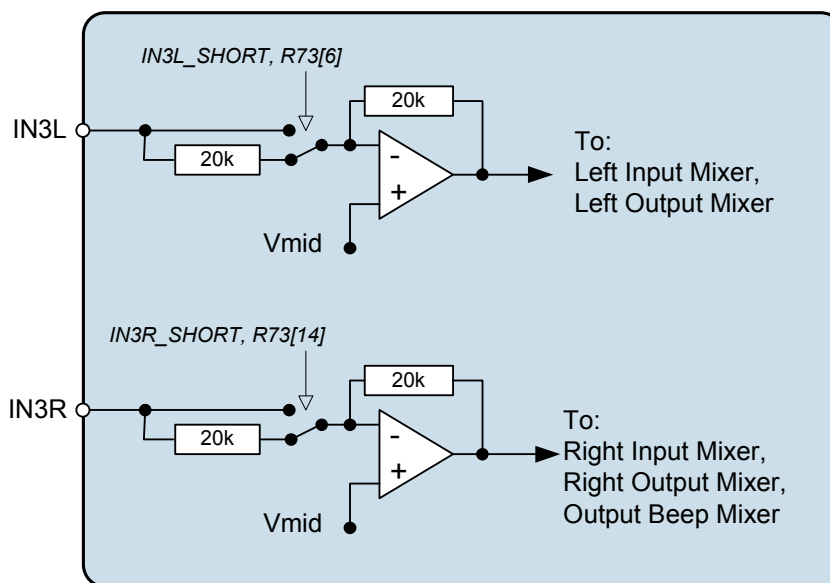 IN3L_SHORT, R73[6]
20k
IN3L
20k
-
+
Vmid
To:
Left Input Mixer,
Left Output Mixer
IN3R_SHORT, R73[14]
20k
IN3R
20k
-
+
Vmid
To:
Right Input Mixer,
Right Output Mixer,
Output Beep Mixer